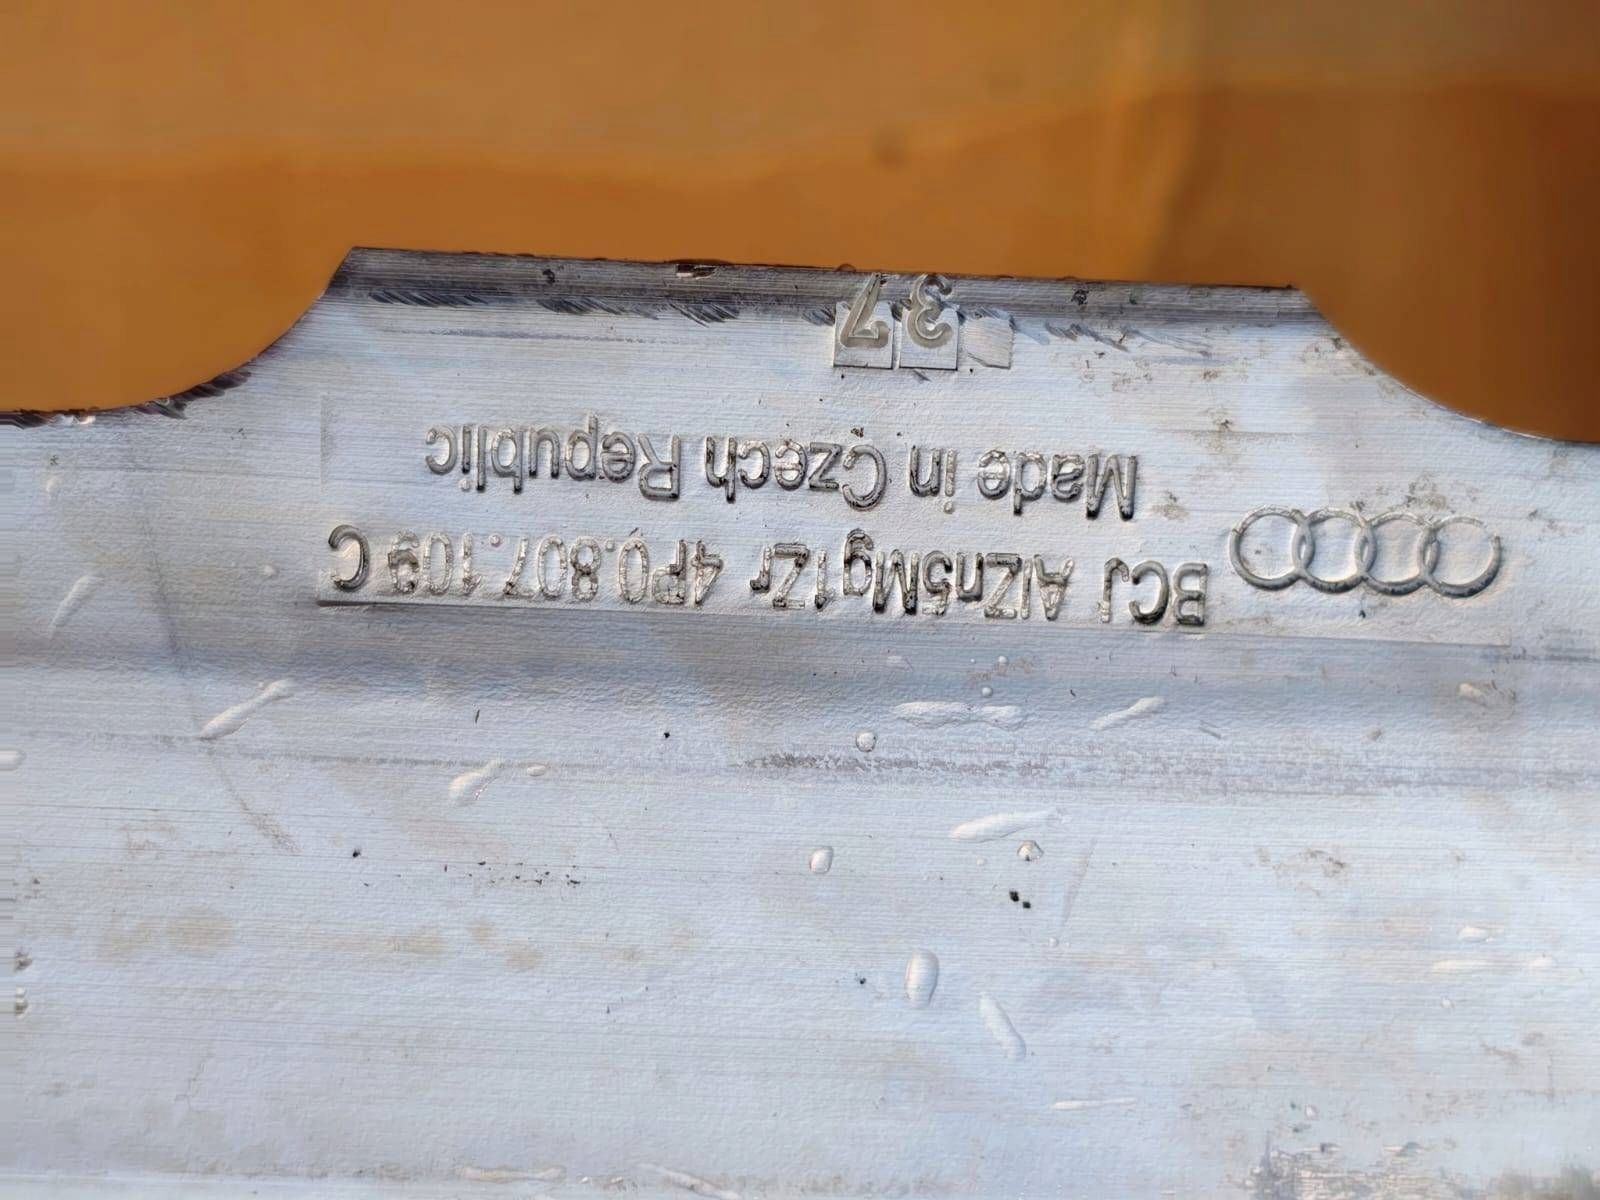 BCJ AlZn5Mg1Zr 4P0.807.109 C
Made in Czech Republic
37